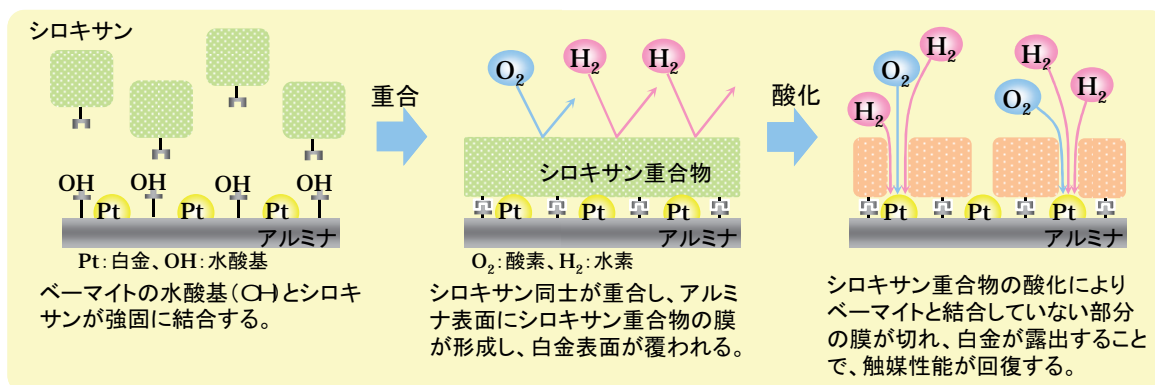 シロキサン
OH OH OH OH
Pt Pt Pt
アルミナ
Pt:白金、OH:水酸基
ベーマイトの水酸基(OH)とシロキ
サンが強固に結合する。
重合
O₂ H₂ H₂
シロキサン重合物
Pt Pt Pt
アルミナ
O₂:酸素、H₂:水素
シロキサン同士が重合し、アルミ
ナ表面にシロキサン重合物の膜
が形成し、白金表面が覆われる。
酸化
H₂ O₂ H₂ H₂ O₂ H₂
Pt Pt Pt
アルミナ
シロキサン重合物の酸化により
ベーマイトと結合していない部分
の膜が切れ、白金が露出すること
で、触媒性能が回復する。